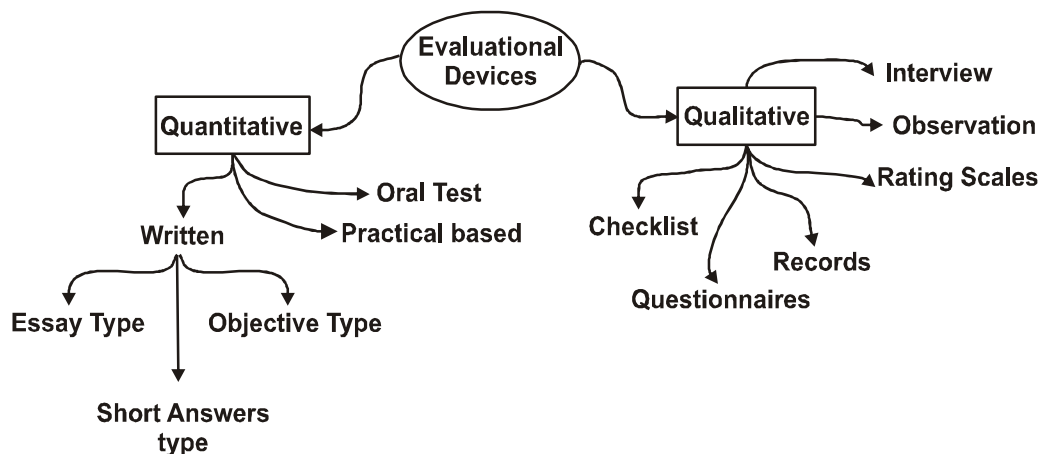 Evaluational
Devices
Quantitative
Qualitative
Interview
Observation
Rating Scales
Records
Questionnaires
Checklist
Oral Test
Practical based
Written
Essay Type
Objective Type
Short Answers
type